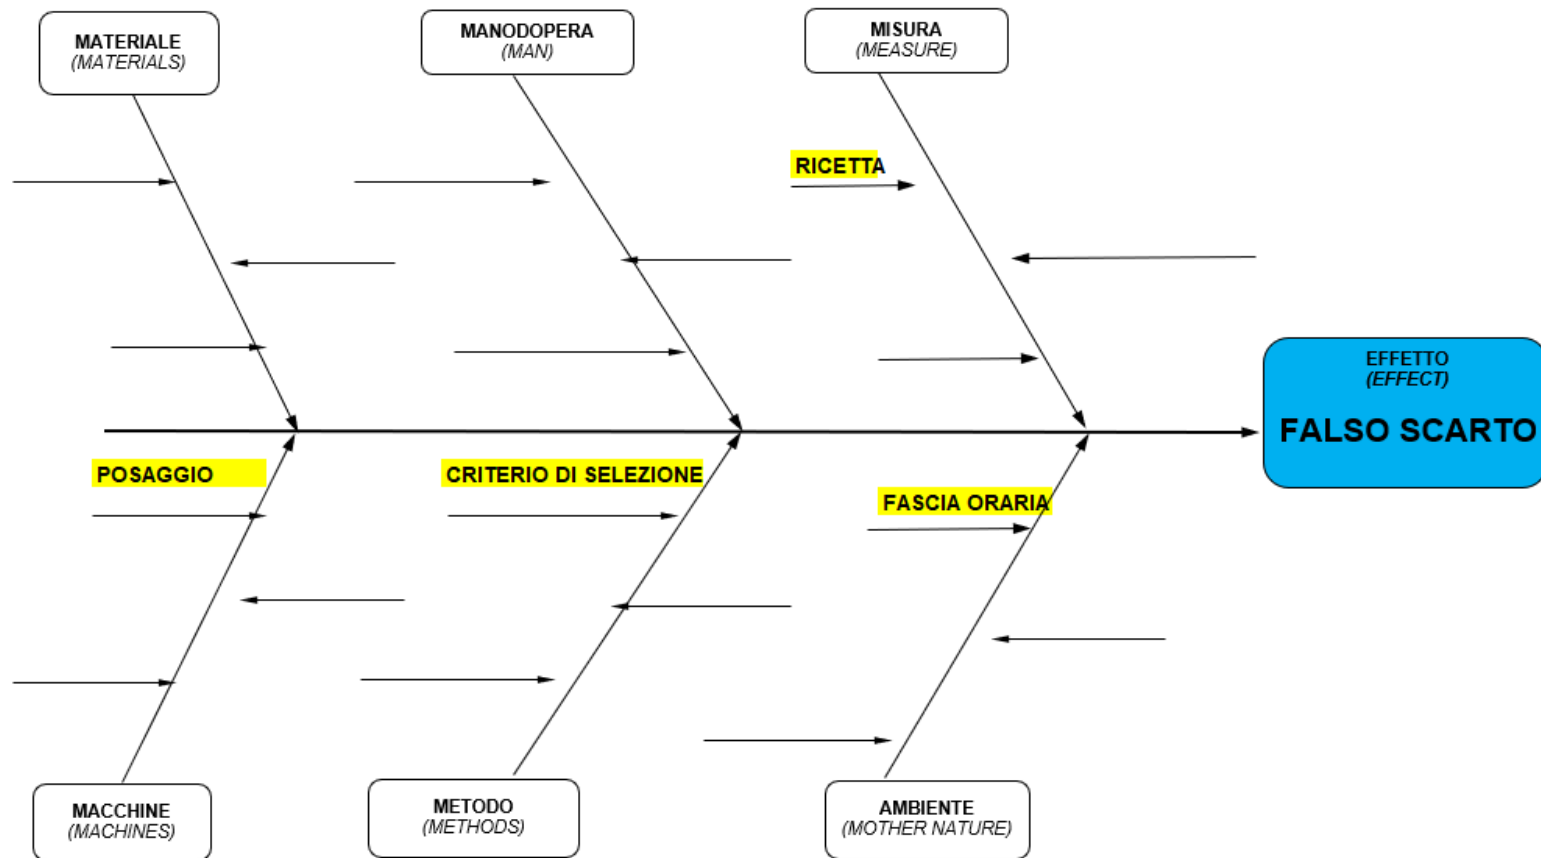 MATERIALE
(MATERIALS)
MANODOPERA
(MAN)
MISURA
(MEASURE)
RICETTA
EFFETTO
(EFFECT)
FALSO SCARTO
POSAGGIO
CRITERIO DI SELEZIONE
FASCIA ORARIA
MACCHINE
(MACHINES)
METODO
(METHODS)
AMBIENTE
(MOTHER NATURE)